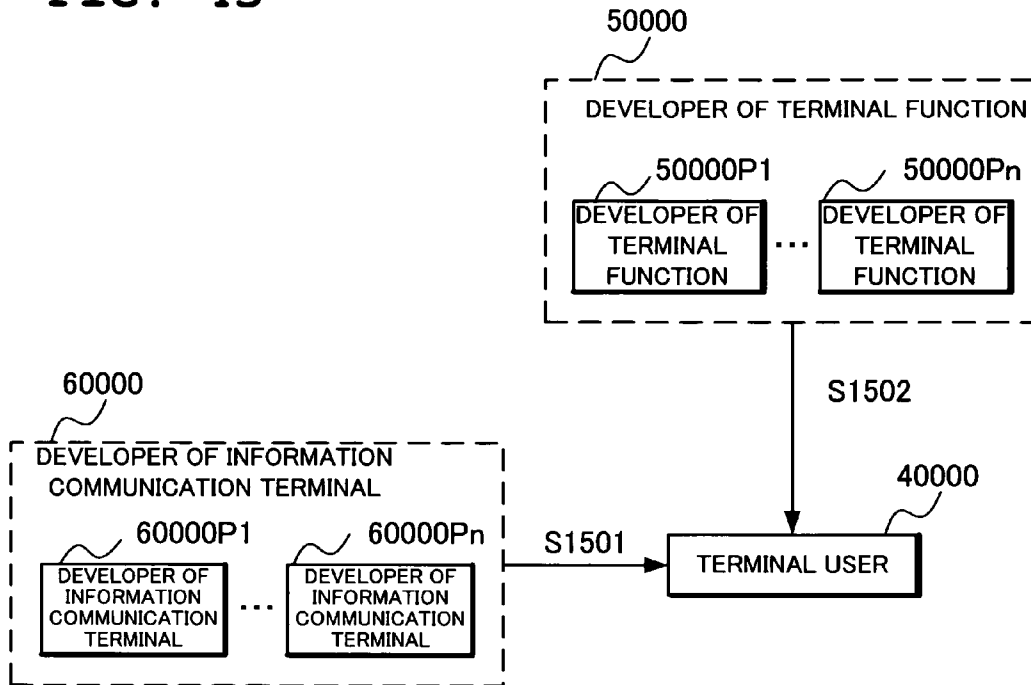 50000
DEVELOPER OF TERMINAL FUNCTION
50000P1
50000Pn
DEVELOPER OF
TERMINAL
FUNCTION
...
DEVELOPER OF
TERMINAL
FUNCTION
S1502
60000
DEVELOPER OF INFORMATION
COMMUNICATION TERMINAL
60000P1
60000Pn
DEVELOPER OF
INFORMATION
COMMUNICATION
TERMINAL
...
DEVELOPER OF
INFORMATION
COMMUNICATION
TERMINAL
S1501
40000
TERMINAL USER